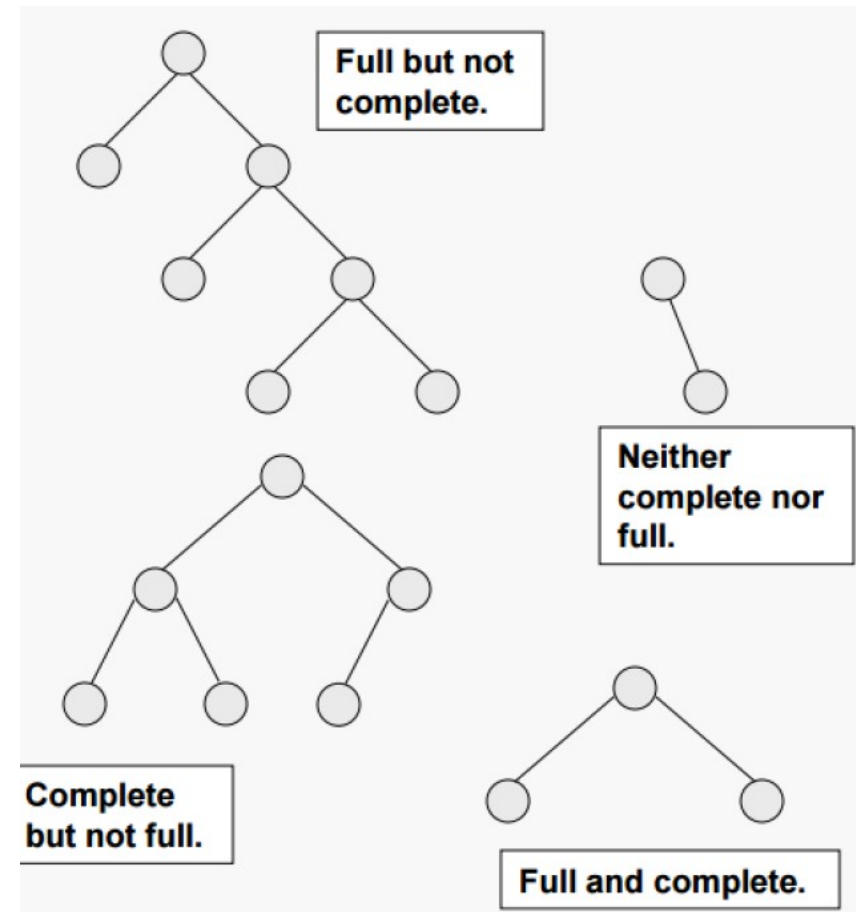 Full but not
complete.
Neither
complete nor
full.
Complete
but not full.
Full and complete.